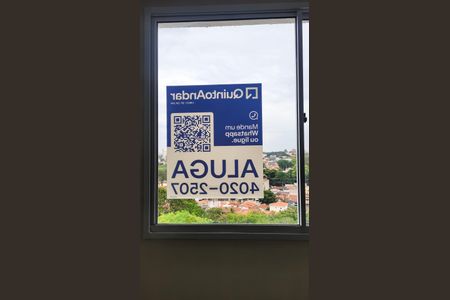 QuintoAndar
Mande um
Whatsapp
ou ligue.
ALUGA
4020-2507